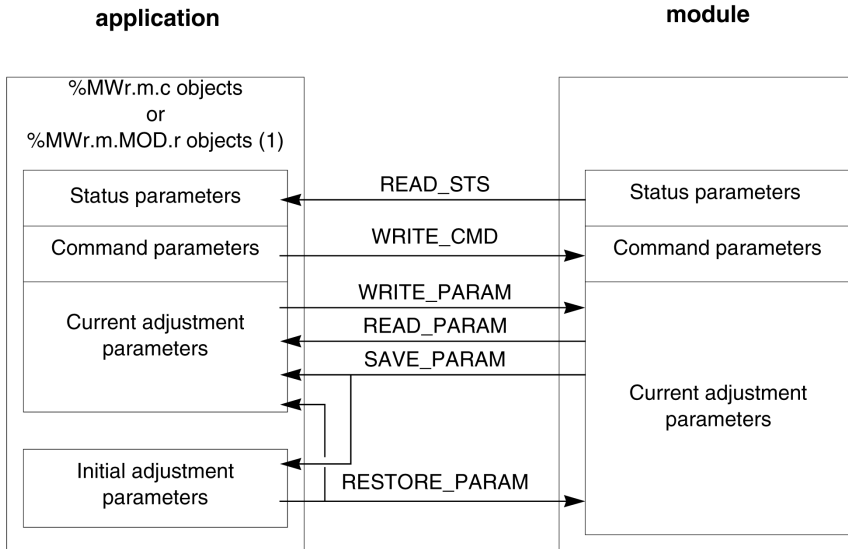 application
module
%MWr.m.c objects
or
%MWr.m.MOD.r objects (1)
Status parameters
READ_STS
Status parameters
Command parameters
WRITE_CMD
Command parameters
WRITE_PARAM
Current adjustment
parameters
READ_PARAM
SAVE_PARAM
Current adjustment
parameters
Initial adjustment
parameters
RESTORE_PARAM